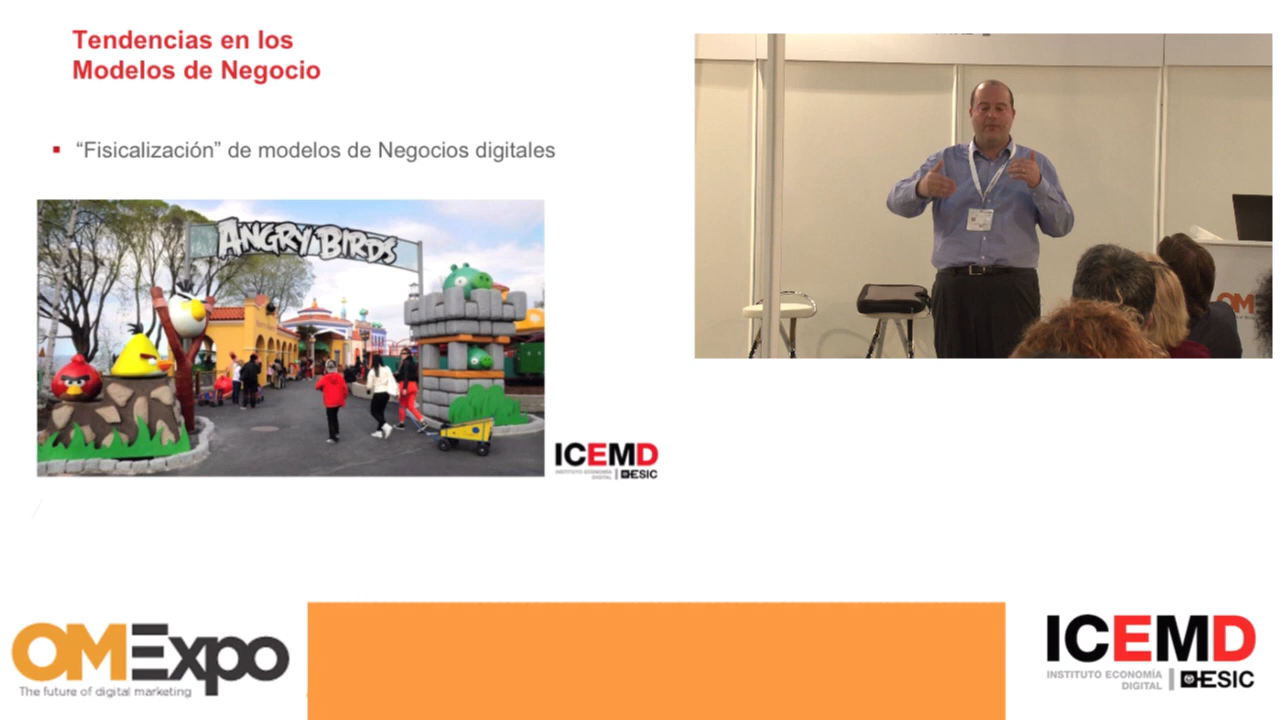 Tendencias en los
Modelos de Negocio
▪ “Fisicalización” de modelos de Negocios digitales
ANGRY BIRDS
ICEMD
INSTITUTO ECONOMÍA
DIGITAL
ESIC
OM
OMExpo
The future of digital marketing
ICEMD
INSTITUTO ECONOMÍA
DIGITAL
ESIC